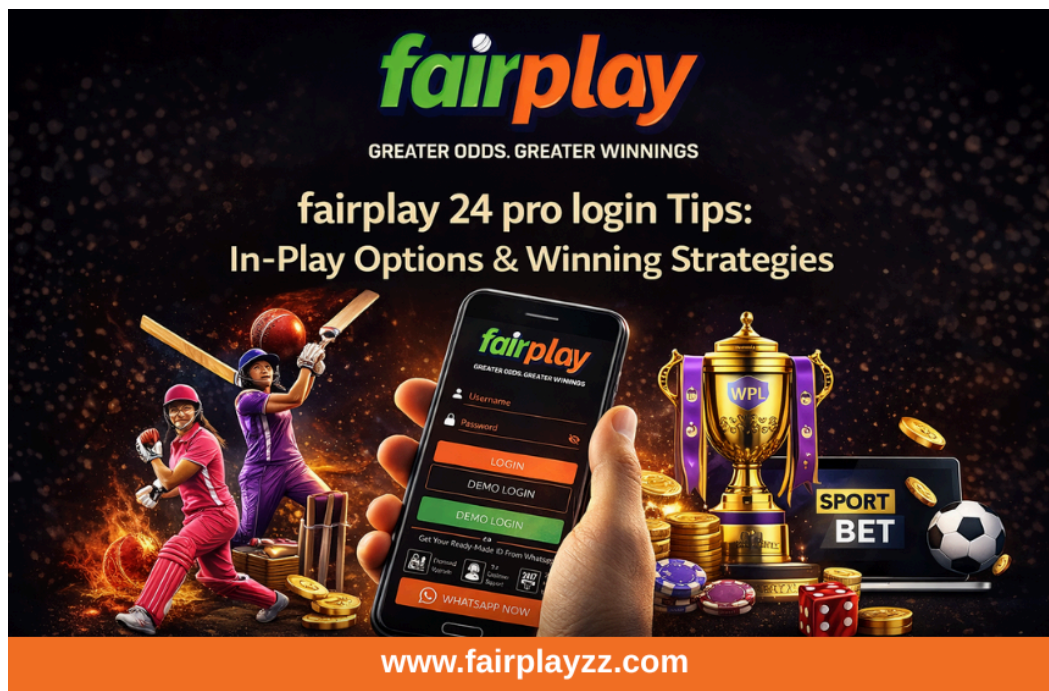 fairplay
GREATER ODDS. GREATER WINNINGS
fairplay 24 pro login Tips:
In-Play Options & Winning Strategies
fairplay
GREATER ODDS. GREATER WINNINGS
Username
Password
LOGIN
DEMO LOGIN
DEMO LOGIN
Get Your Ready-Made ID From Whatsapp
24X7
WHATSAPP NOW
WPL
SPORT
BET
www.fairplayzz.com